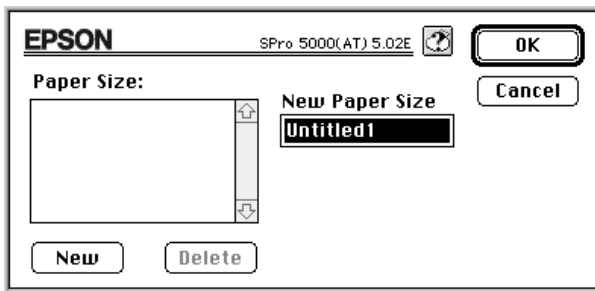 EPSON SPro 5000(AT) 5.02E OK
Paper Size:
New Paper Size
Cancel
Untitled1
New Delete